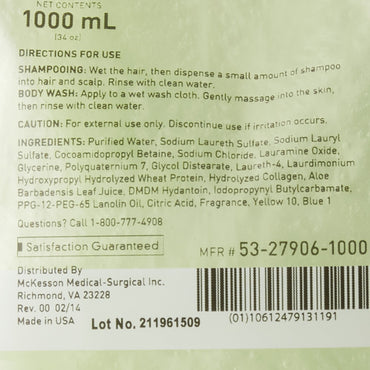 NET CONTENTS
1000 mL
(34 oz)
DIRECTIONS FOR USE
SHAMPOOING: Wet the hair, then dispense a small amount of shampoo
into hair and scalp. Rinse with clean water.
BODY WASH: Apply to a wet wash cloth. Gently massage into the skin,
then rinse with clean water.
CAUTION: For external use only. Discontinue use if irritation occurs.
INGREDIENTS: Purified Water, Sodium Laureth Sulfate, Sodium Lauryl
Sulfate, Cocoamidopropyl Betaine, Sodium Chloride, Lauramine Oxide,
Glycerine, Polyquaternium 7, Glycol Distearate, Laureth-4, Laurdimonium
Hydroxypropyl Hydrolyzed Wheat Protein, Hydrolyzed Collagen, Aloe
Barbadensis Leaf Juice, DMDM Hydantoin, Iodopropynyl Butylcarbamate,
PPG-12-PEG-65 Lanolin Oil, Citric Acid, Fragrance, Yellow 10, Blue 1
Questions? Call 1-800-777-4908
Satisfaction Guaranteed
MFR # 53-27906-1000
Distributed By
McKesson Medical-Surgical Inc.
Richmond, VA 23228
Rev. 00 02/14
Made in USA
Lot No. 211961509
(01)10612479131191